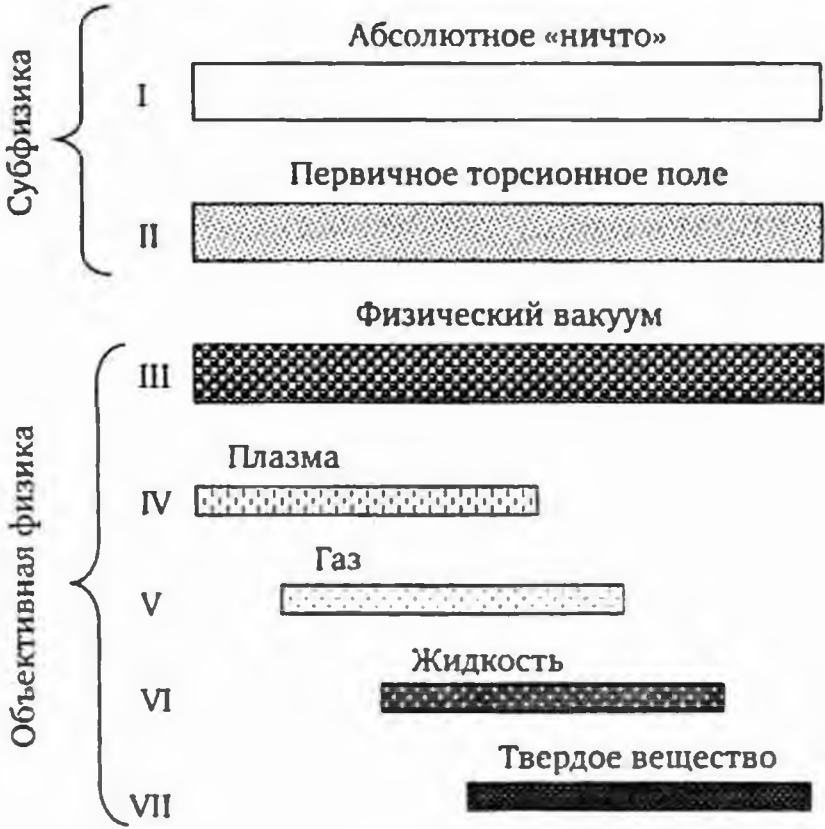 Субфизика
Абсолютное «ничто»
I
Первичное торсионное поле
II
Объективная физика
Физический вакуум
III
Плазма
IV
Газ
V
Жидкость
VI
Твердое вещество
VII